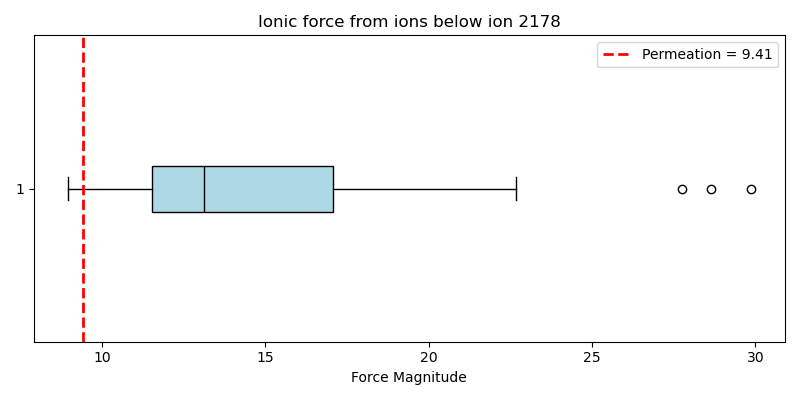 Ionic force from ions below ion 2178
Permeation = 9.41
1
10 15 20 25 30
Force Magnitude